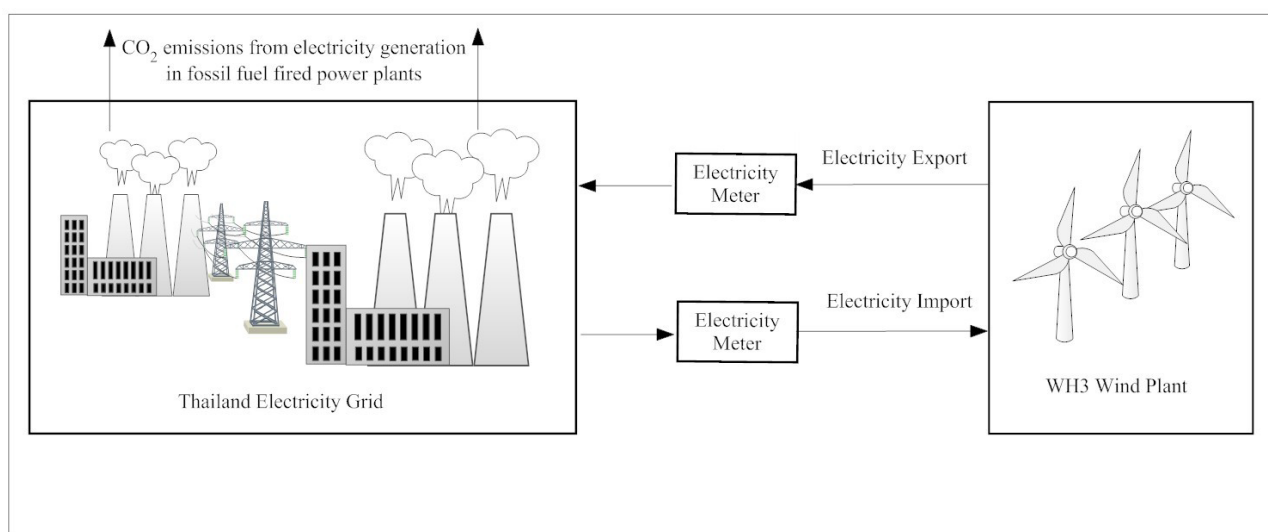 CO₂ emissions from electricity generation
in fossil fuel fired power plants
Electricity
Meter
Electricity Export
Electricity
Meter
Electricity Import
Thailand Electricity Grid
WH3 Wind Plant